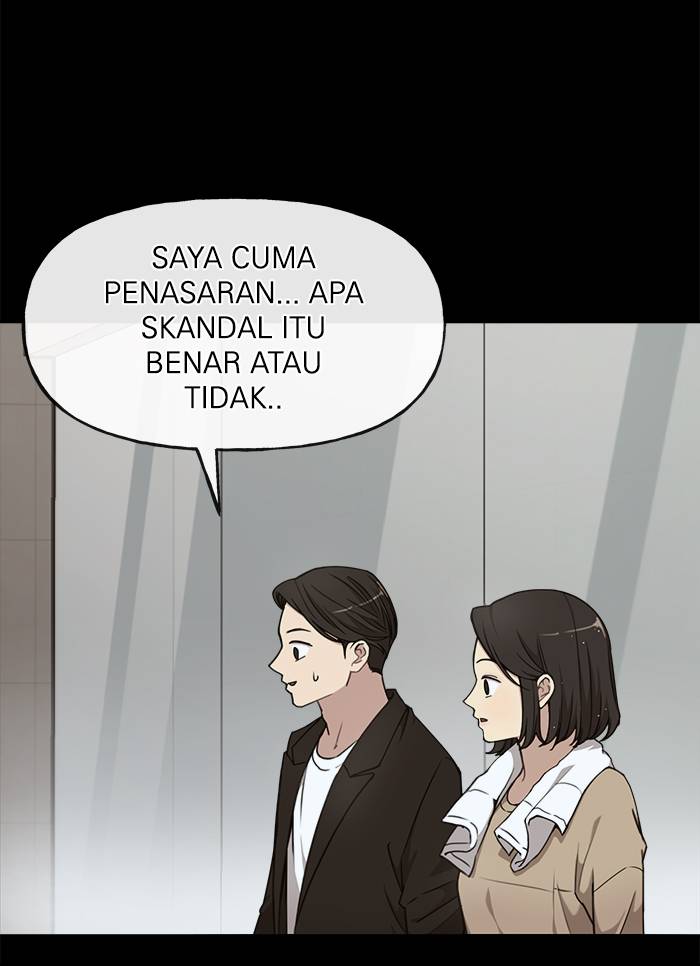 SAYA CUMA
PENASARAN... APA
SKANDAL ITU
BENAR ATAU
TIDAK..